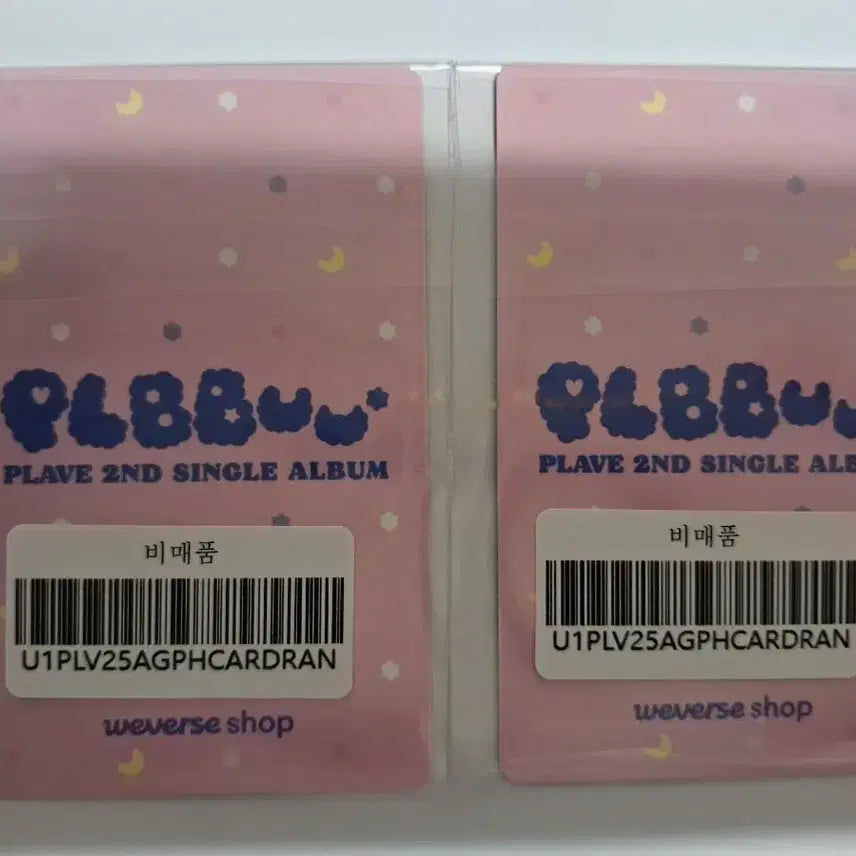 PLBBUU
PLAVE 2ND SINGLE ALBUM
비매품
U1PLV25AGPHCARDRAN
weverse shop
PLBBU
PLAVE 2ND SINGLE ALB
비매품
U1PLV25AGPHCARDRAN
weverse shop